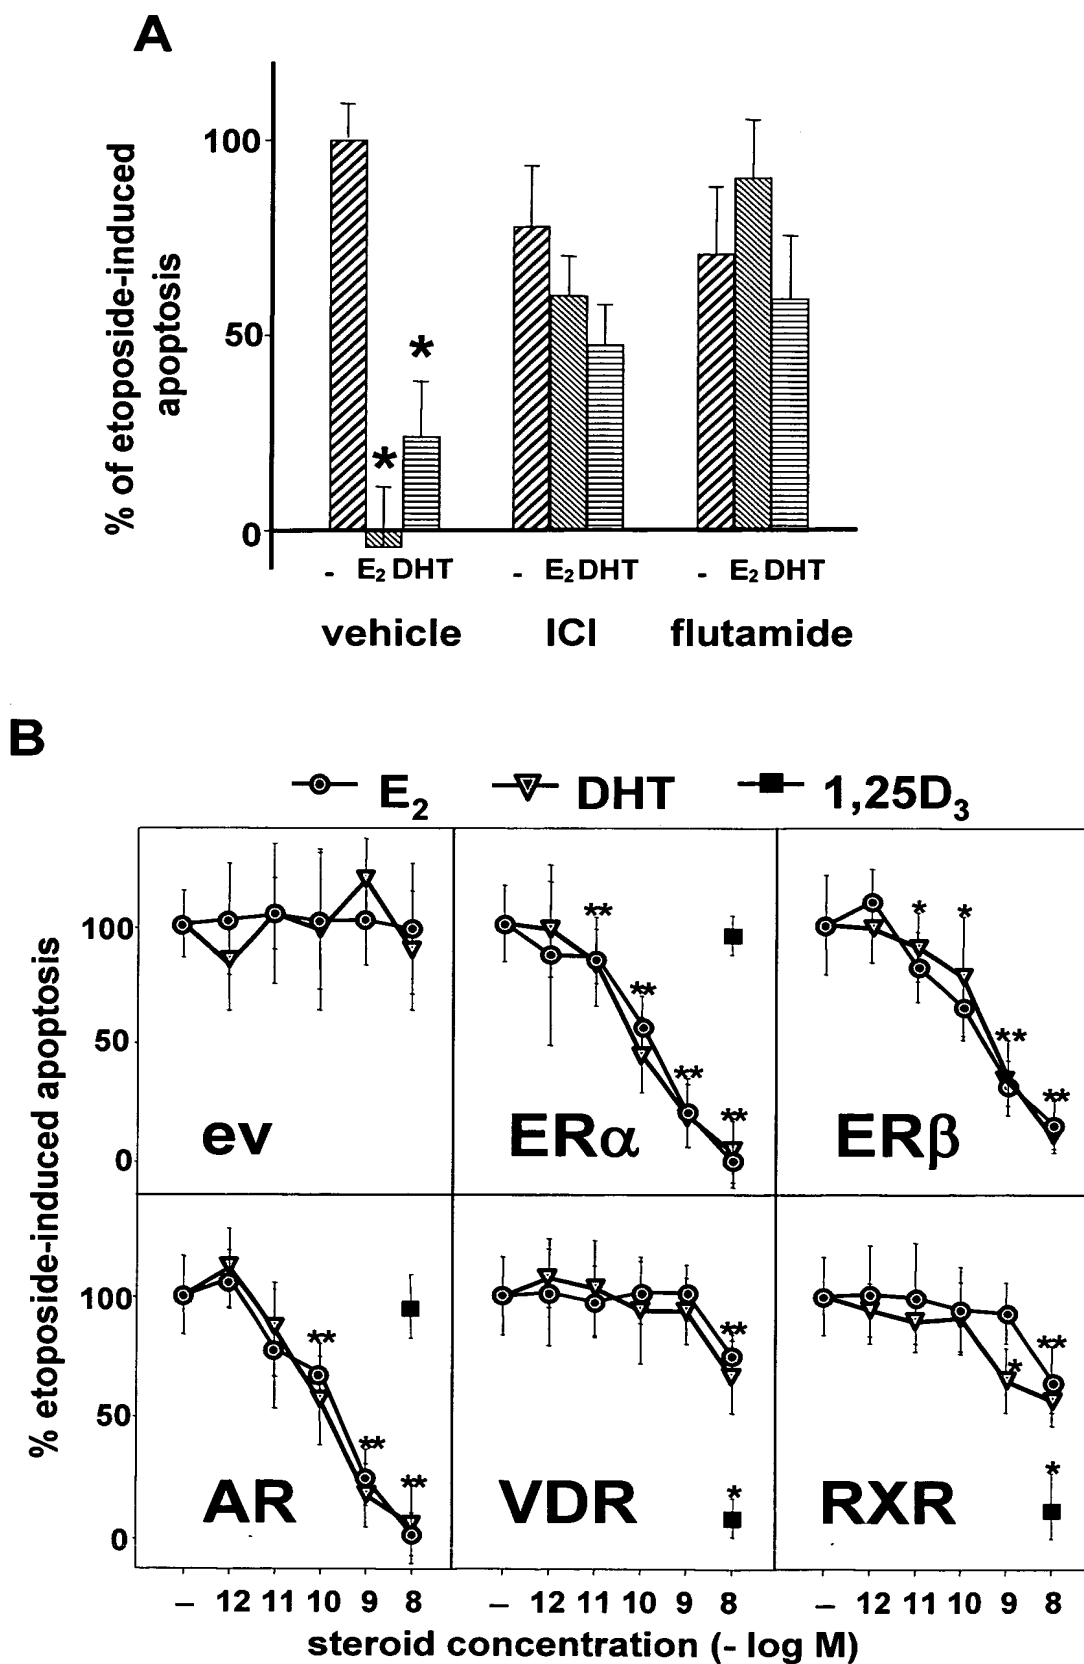 A
% of etoposide-induced
apoptosis
100
50
0
*
*
- E₂ DHT - E₂ DHT - E₂ DHT
vehicle ICI flutamide
B
E₂ DHT 1,25D₃
% etoposide-induced apoptosis
100
50
0
ev
**
**
**
**
ERα
*
*
**
**
ERβ
100
50
0
**
**
**
AR
**
*
VDR
*
**
*
RXR
– 12 11 10 9 8 – 12 11 10 9 8 – 12 11 10 9 8
steroid concentration (- log M)